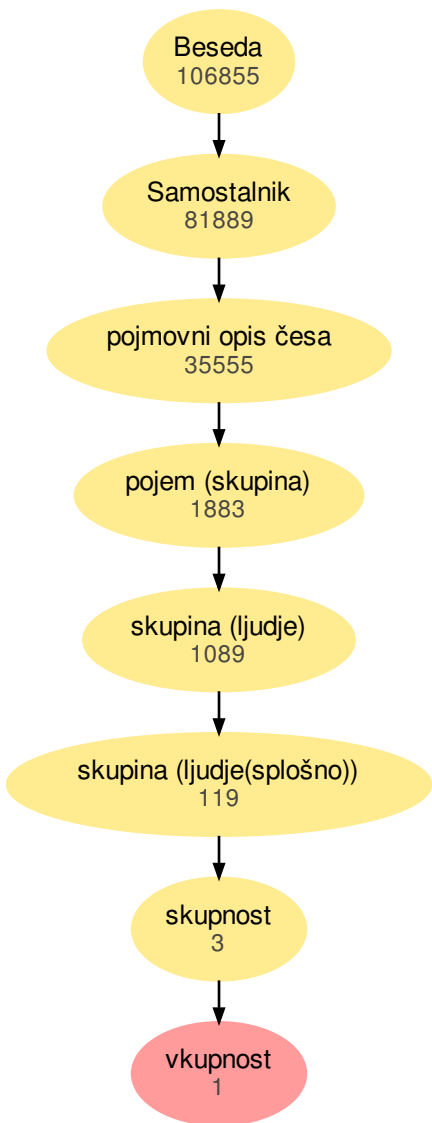 Beseda
106855
Samostalnik
81889
pojmovni opis česa
35555
pojem (skupina)
1883
skupina (ljudje)
1089
skupina (ljudje(splošno))
119
skupnost
3
vkupnost
1